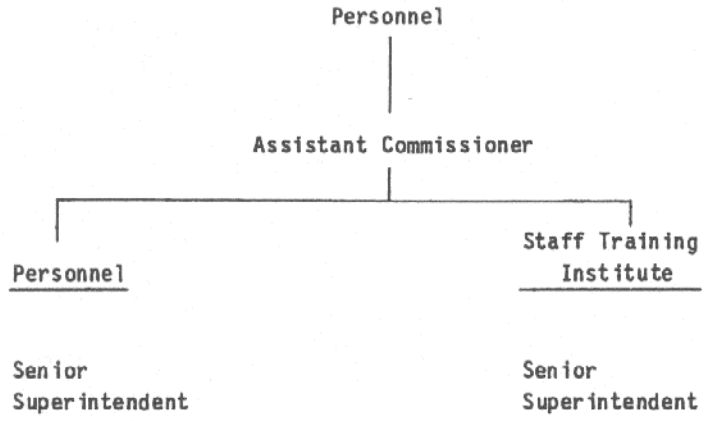 Personnel
Assistant Commissioner
Personnel
Staff Training
Institute
Senior
Superintendent
Senior
Superintendent